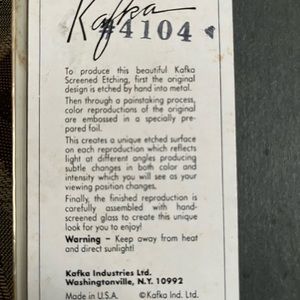 Kafka
#4104
To produce this beautiful Kafka
Screened Etching, first the original
design is etched by hand into metal.
Then through a painstaking process,
color reproductions of the original
are embossed in a specially pre-
pared foil.
This creates a unique etched surface
on each reproduction which reflects
light at different angles producing
subtle changes in both color and
intensity which you will see as your
viewing position changes.
Finally, the finished reproduction is
carefully assembled with hand-
screened glass to create this unique
look for you to enjoy!
Warning – Keep away from heat
and direct sunlight!
Kafka Industries Ltd.
Washingtonville, N.Y. 10992
Made in U.S.A. ©Kafka Ind. Ltd.